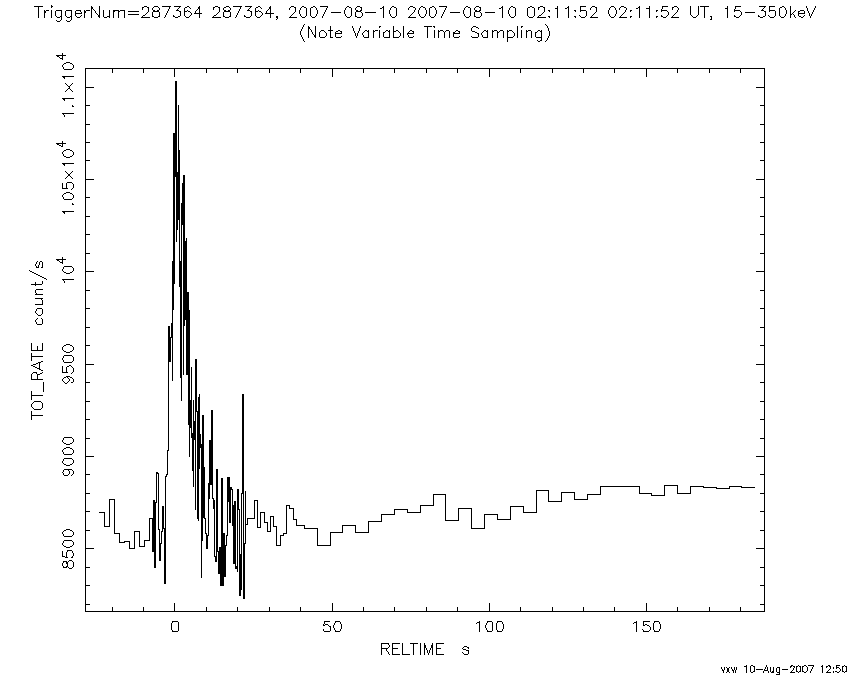 TriggerNum=287364 287364, 2007-08-10 2007-08-10 02:11:52 02:11:52 UT, 15-350keV
(Note Variable Time Sampling)
1.1×10⁴
1.05×10⁴
10⁴
9500
9000
8500
TOT_RATE count/s
0 50 100 150
RELTIME s
vxw 10-Aug-2007 12:50